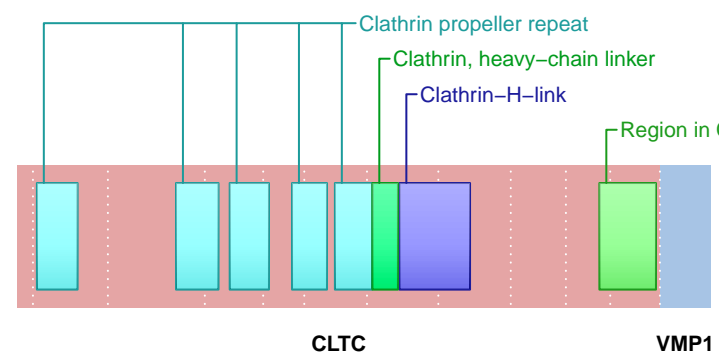 Clathrin propeller repeat
Clathrin, heavy−chain linker
Clathrin−H−link
Region in
CLTC VMP1